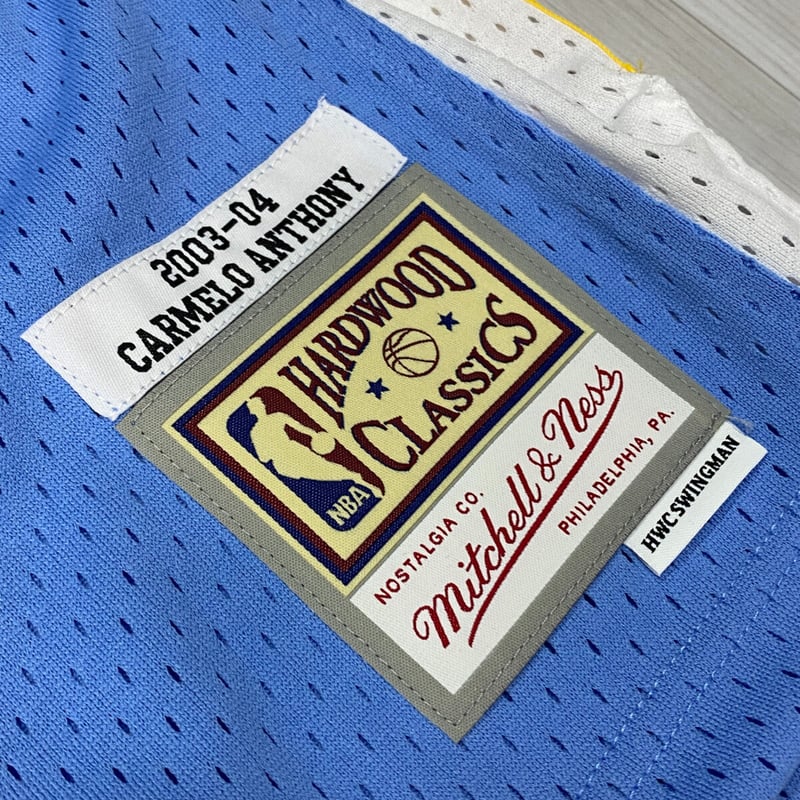 2003-04
CARMELO ANTHONY
HARDWOOD
CLASSICS
NBA
NOSTALGIA CO.
Mitchell & Ness
PHILADELPHIA, PA.
HWC SWINGMAN